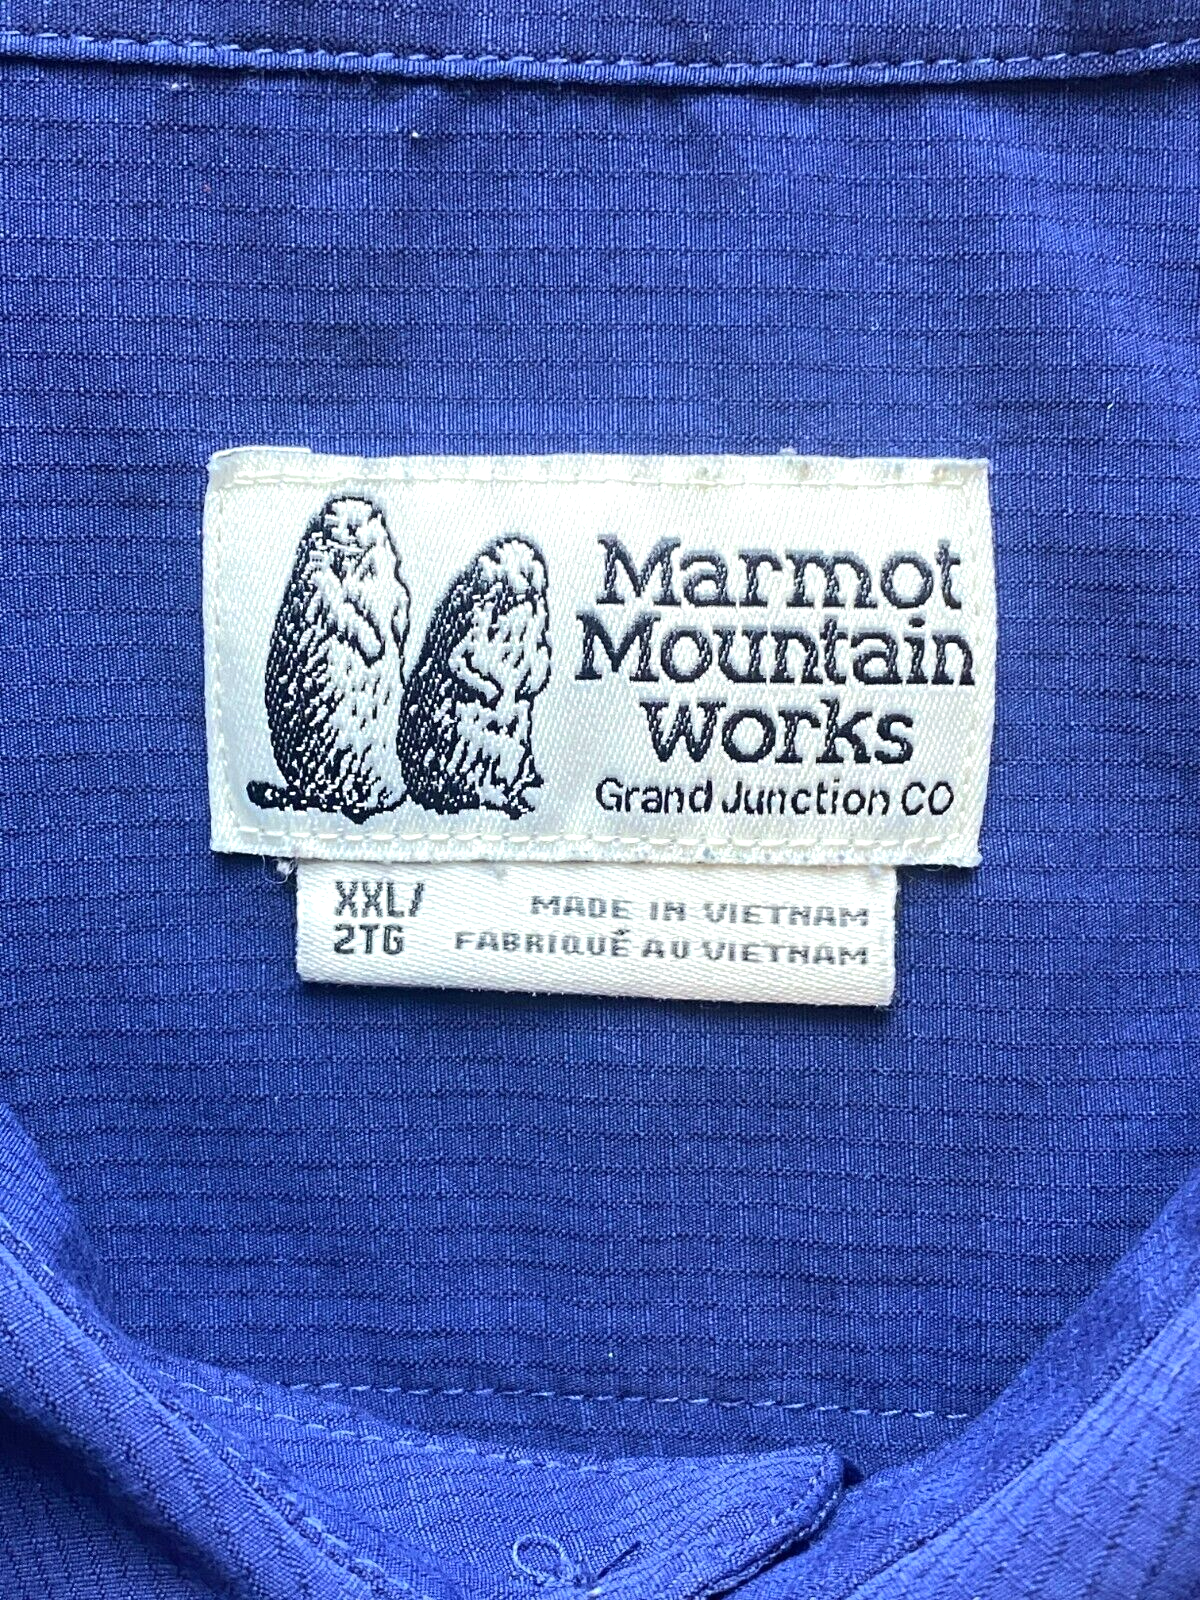 Marmot
Mountain
Works
Grand Junction CO
XXL/
2TG
MADE IN VIETNAM
FABRIQUÉ AU VIETNAM